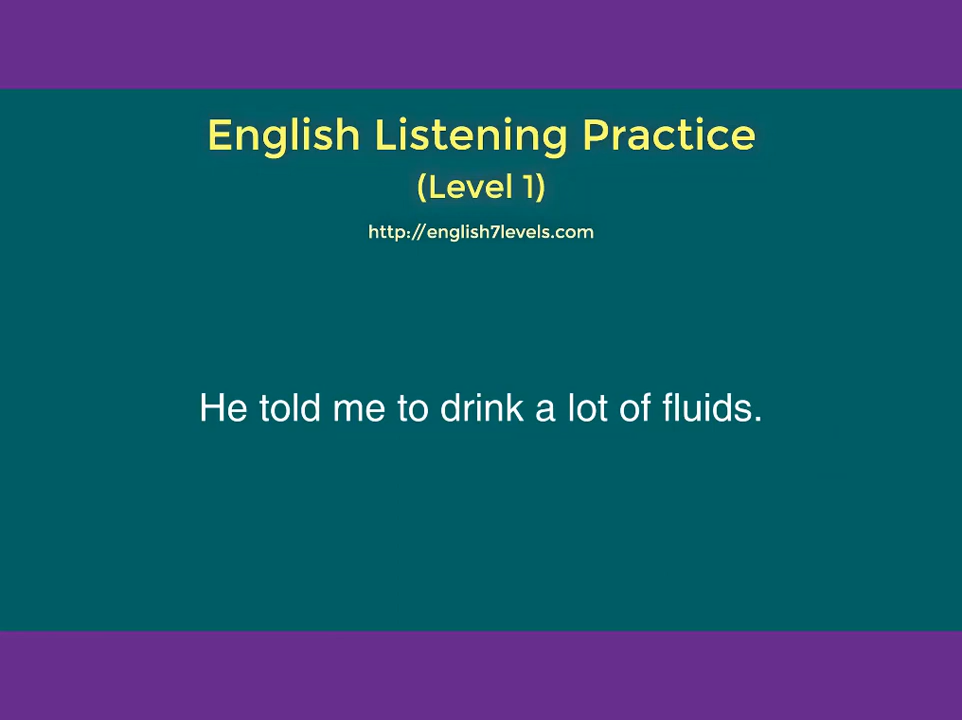 English Listening Practice
(Level 1)
http://english7levels.com
He told me to drink a lot of fluids.